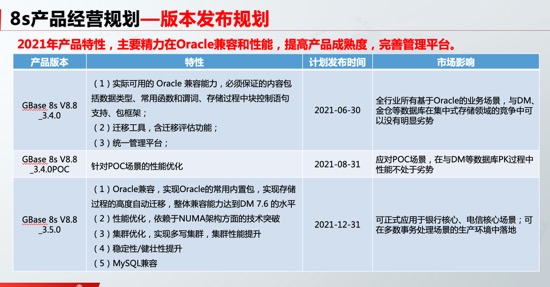 8s产品经营规划—版本发布规划
2021年产品特性，主要精力在Oracle兼容和性能，提高产品成熟度，完善管理平台。
产品版本
特性
计划发布时间
市场影响
GBase 8s V8.8
_3.4.0
（1）实际可用的 Oracle 兼容能力，必须保证的内容包
括数据类型、常用函数和谓词、存储过程中块控制语句
支持、包框架；
（2）迁移工具，含迁移评估功能；
（3）统一管理平台；
2021-06-30
全行业所有基于Oracle的业务场景，与DM、
金仓等数据库在集中式存储领域的竞争中可
以没有明显劣势
GBase 8s V8.8
_3.4.0POC
针对POC场景的性能优化
2021-08-31
应对POC场景，在与DM等数据库PK过程中
性能不处于劣势
GBase 8s V8.8
_3.5.0
（1）Oracle兼容，实现Oracle的常用内置包，实现存储
过程的高度自动迁移，整体兼容能力达到DM 7.6 的水平
（2）性能优化，依赖于NUMA架构方面的技术突破
（3）集群优化，实现多写集群，集群性能提升
（4）稳定性/健壮性提升
（5）MySQL兼容
2021-12-31
可正式应用于银行核心、电信核心场景；可
在多数事务处理场景的生产环境中落地